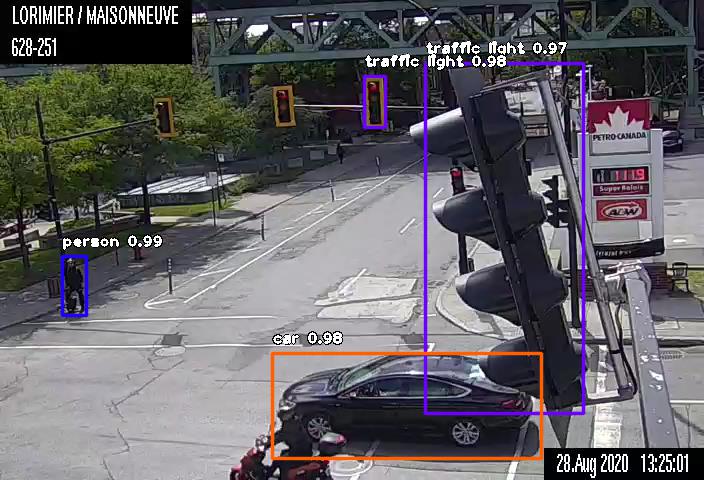 LORIMIER / MAISONNEUVE
628-251
traffic light 0.97
traffic light 0.98
PETRO-CANADA
Super Relais
A&W
person 0.99
car 0.98
28.Aug 2020 13:25:01